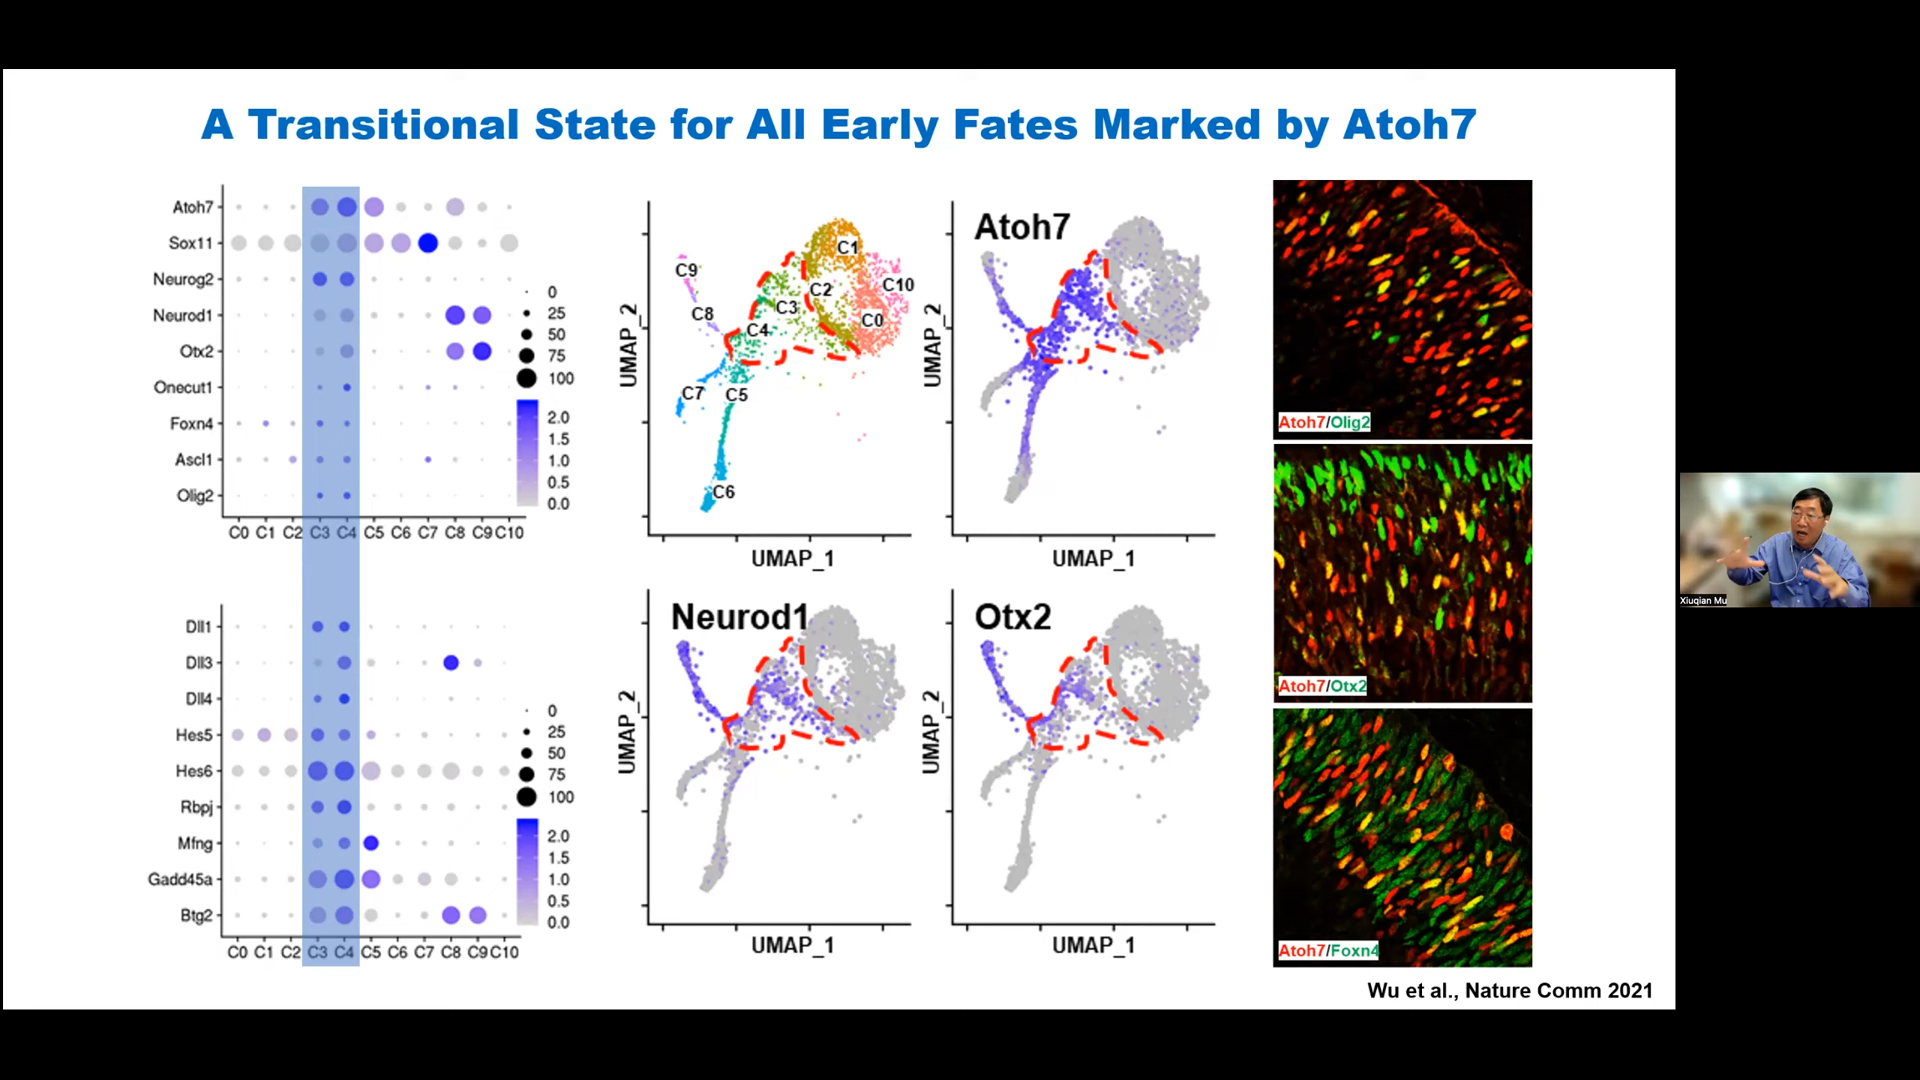 A Transitional State for All Early Fates Marked by Atoh7
Atoh7
Sox11
Neurog2
Neurod1
Otx2
Onecut1
Foxn4
Ascl1
Olig2
C0 C1 C2 C3 C4 C5 C6 C7 C8 C9 C10
0
25
50
75
100
2.0
1.5
1.0
0.5
0.0
Dll1
Dll3
Dll4
Hes5
Hes6
Rbpj
Mfng
Gadd45a
Btg2
C0 C1 C2 C3 C4 C5 C6 C7 C8 C9 C10
0
25
50
75
100
2.0
1.5
1.0
0.5
0.0
UMAP_2
C9
C8
C1
C10
C2
C3
C0
C4
C7
C5
C6
UMAP_1
Atoh7
UMAP_2
UMAP_1
Neurod1
UMAP_2
UMAP_1
Otx2
UMAP_2
UMAP_1
Atoh7/Olig2
Atoh7/Otx2
Atoh7/Foxn4
Wu et al., Nature Comm 2021
Xiuqian Mu